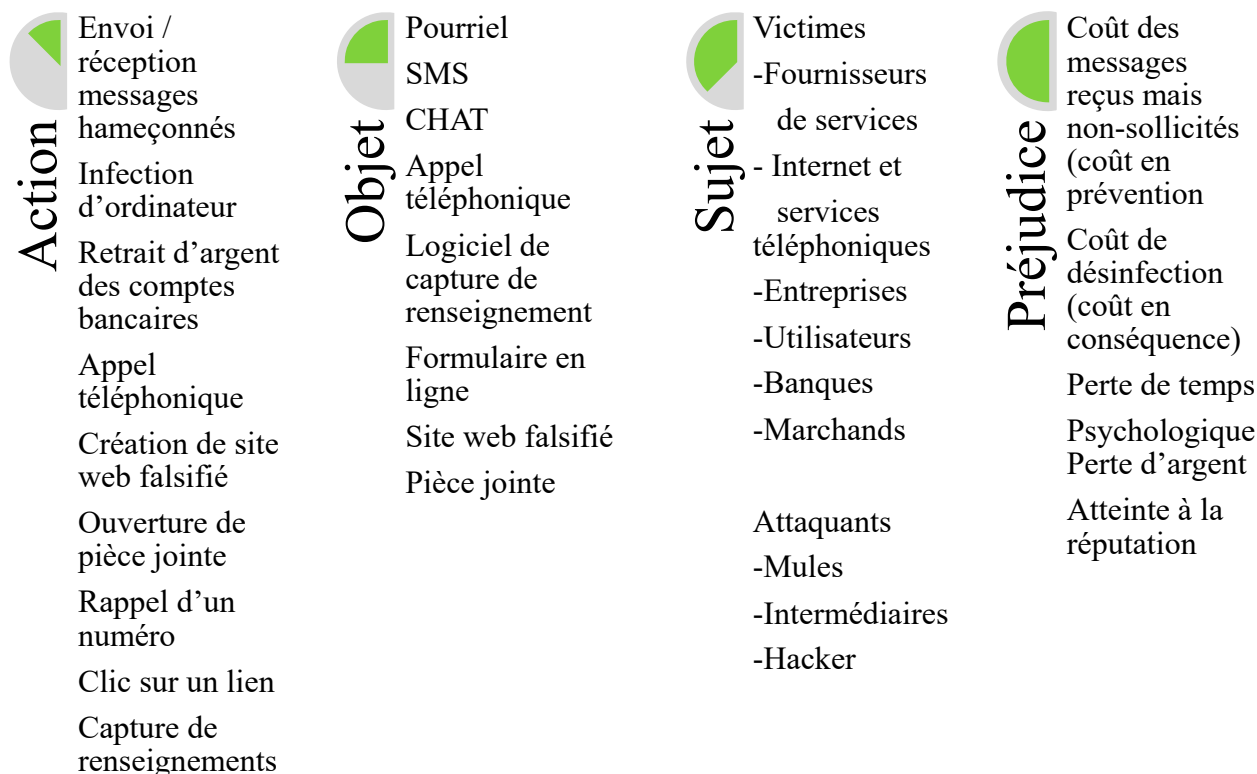 Action
Envoi /
réception
messages
hameçonnés
Infection
d’ordinateur
Retrait d’argent
des comptes
bancaires
Appel
téléphonique
Création de site
web falsifié
Ouverture de
pièce jointe
Rappel d’un
numéro
Clic sur un lien
Capture de
renseignements
Objet
Pourriel
SMS
CHAT
Appel
téléphonique
Logiciel de
capture de
renseignement
Formulaire en
ligne
Site web falsifié
Pièce jointe
Sujet
Victimes
-Fournisseurs
de services
- Internet et
services
téléphoniques
-Entreprises
-Utilisateurs
-Banques
-Marchands
Attaquants
-Mules
-Intermédiaires
-Hacker
Préjudice
Coût des
messages
reçus mais
non-sollicités
(coût en
prévention
Coût de
désinfection
(coût en
conséquence)
Perte de temps
Psychologique
Perte d’argent
Atteinte à la
réputation